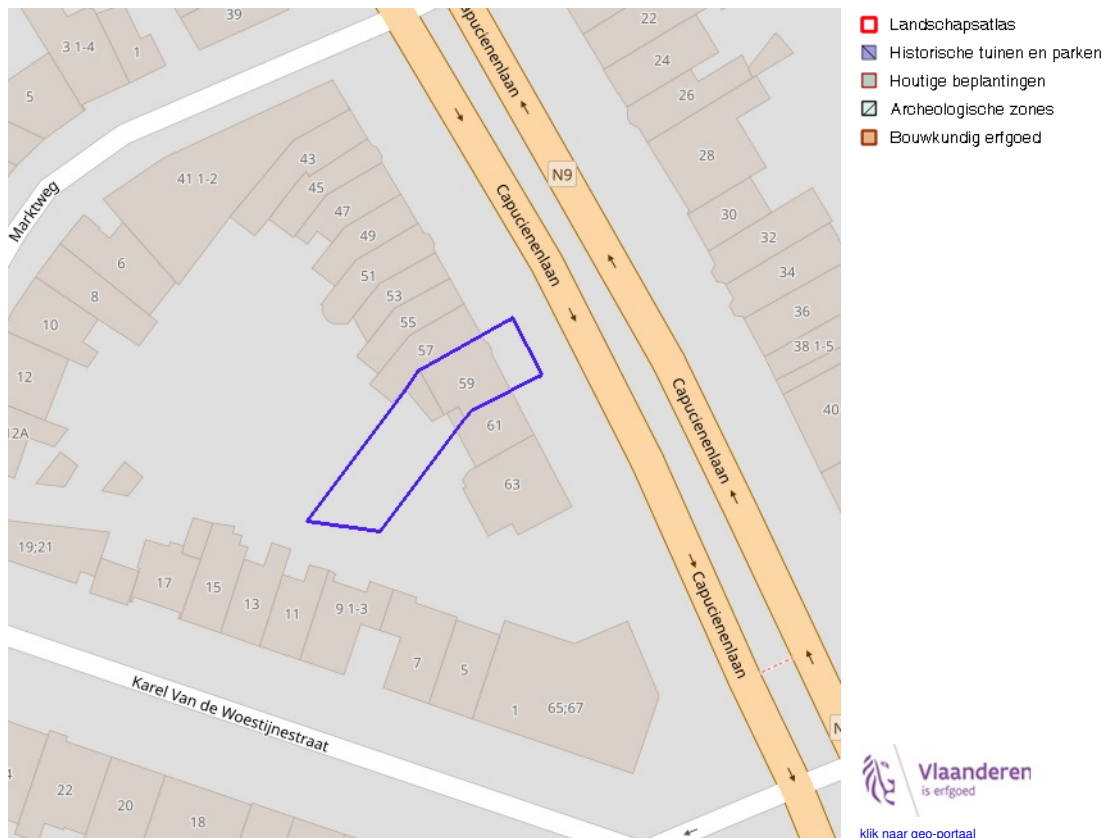 39
3 1-4
1
5
22
24
26
28
30
32
34
36
38 1-5
40
Capucienenlaan
N9
Capucienenlaan
Marktweg
41 1-2
43
45
47
49
51
53
55
57
59
61
63
6
8
10
12
12A
Capucienenlaan
Capucienenlaan
19;21
17
15
13
11
9 1-3
7
5
1
65;67
Karel Van de Woestijnestraat
22
20
18
Landschapsatlas
Historische tuinen en parken
Houtige beplantingen
Archeologische zones
Bouwkundig erfgoed
Vlaanderen
is erfgoed
klik naar geo-portaal